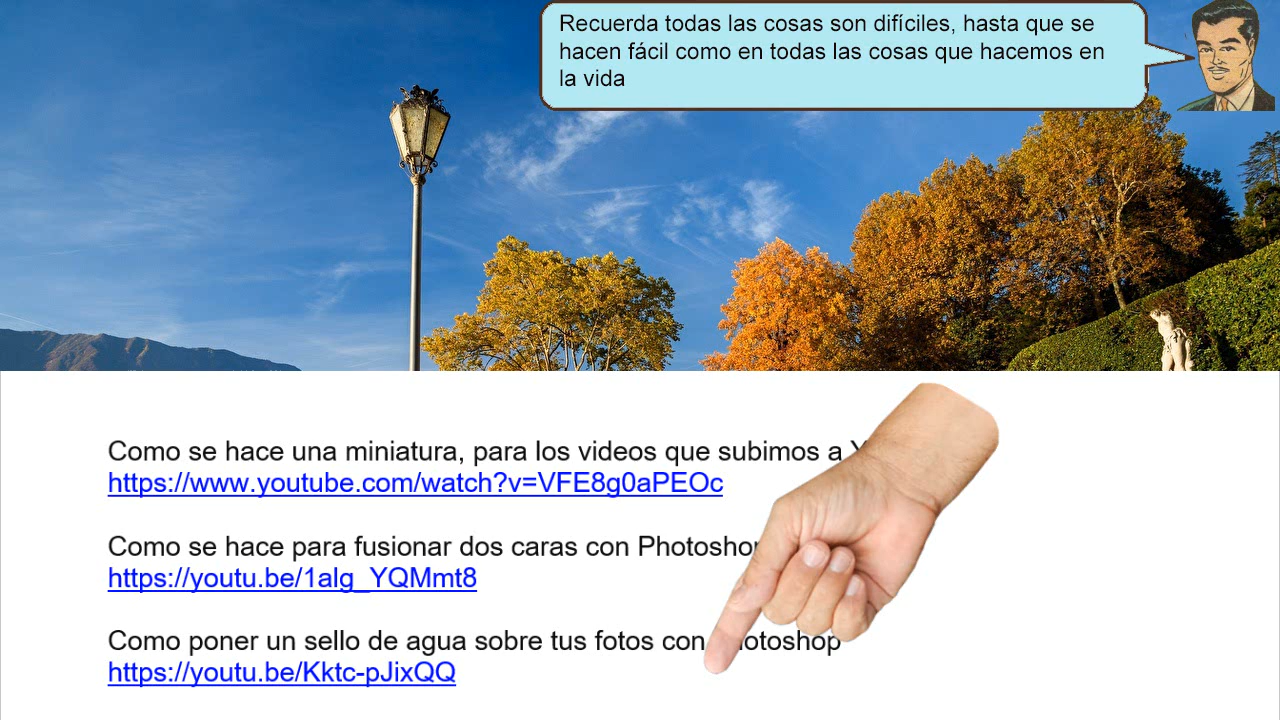 Recuerda todas las cosas son difíciles, hasta que se
hacen fácil como en todas las cosas que hacemos en
la vida
Como se hace una miniatura, para los videos que subimos a
https://www.youtube.com/watch?v=VFE8g0aPEOc
Como se hace para fusionar dos caras con Photoshop
https://youtu.be/1alg_YQMmt8
Como poner un sello de agua sobre tus fotos con Photoshop
https://youtu.be/Kktc-pJixQQ